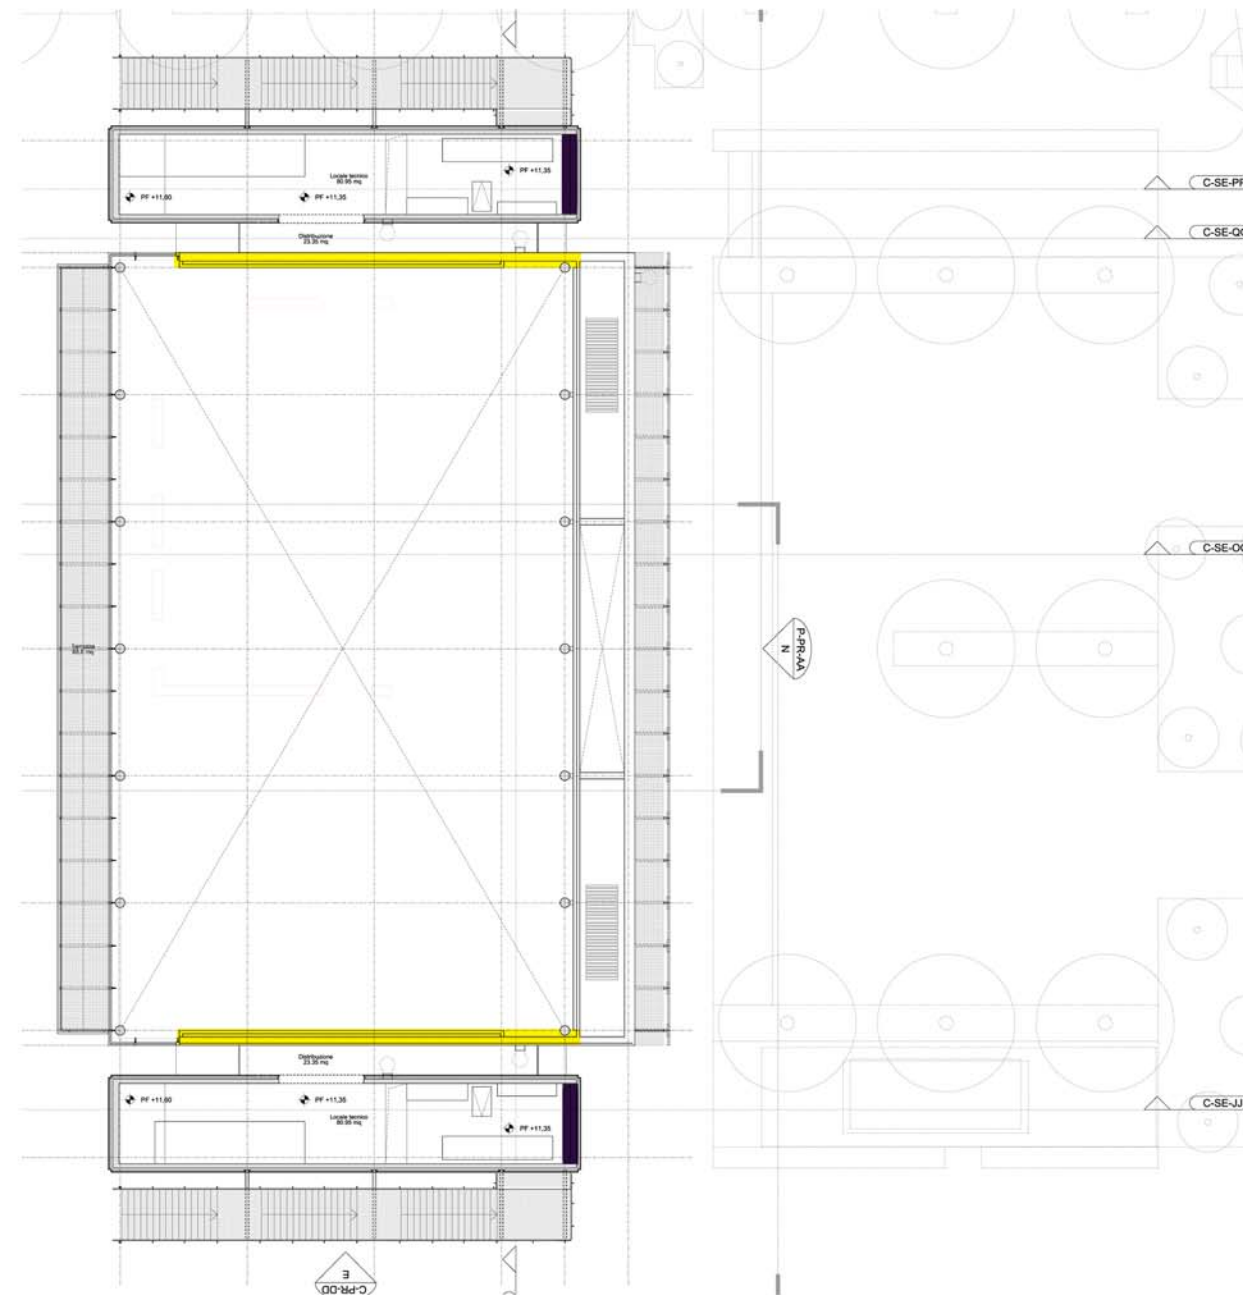 Locale tecnico
80.95 mq
PF +11,35
PF +11,60
PF +11,35
C-SE-PP
Distribuzione
23.35 mq
C-SE-QQ
C-SE-OO
P-PR-AA
N
Distribuzione
23.35 mq
PF +11,60
PF +11,35
C-SE-JJ
Locale tecnico
80.95 mq
PF +11,35
E
C-PR-DD